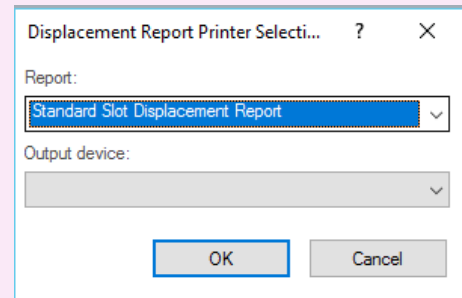 Displacement Report Printer Selecti... ?
Report:
Standard Slot Displacement Report
Output device:
OK Cancel